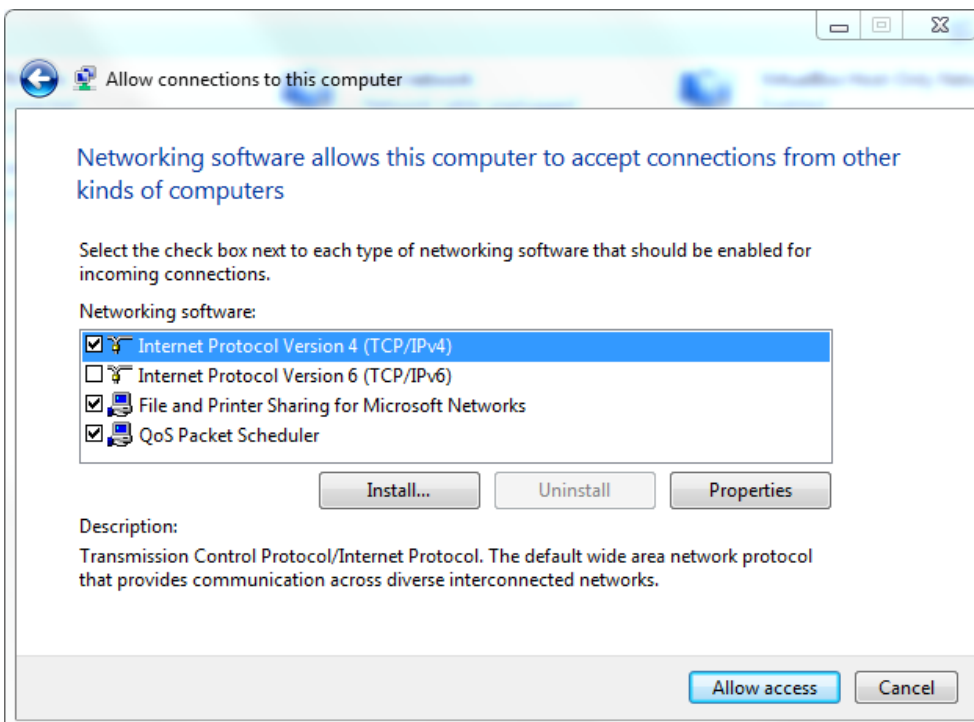 Allow connections to this computer
Networking software allows this computer to accept connections from other
kinds of computers
Select the check box next to each type of networking software that should be enabled for
incoming connections.
Networking software:
Internet Protocol Version 4 (TCP/IPv4)
Internet Protocol Version 6 (TCP/IPv6)
File and Printer Sharing for Microsoft Networks
QoS Packet Scheduler
Install...
Uninstall
Properties
Description:
Transmission Control Protocol/Internet Protocol. The default wide area network protocol
that provides communication across diverse interconnected networks.
Allow access
Cancel